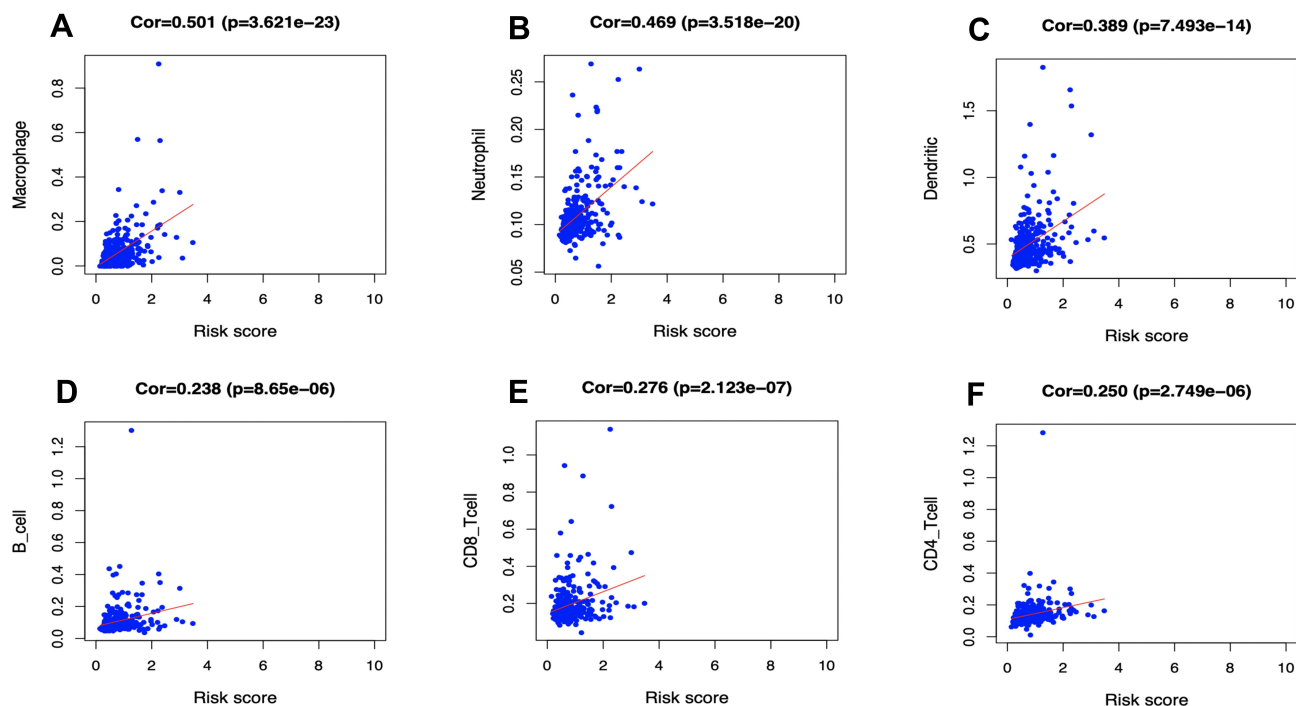 A
Cor=0.501 (p=3.621e−23)
Macrophage
0.0 0.2 0.4 0.6 0.8
0 2 4 6 8 10
Risk score
B
Cor=0.469 (p=3.518e−20)
Neutrophil
0.05 0.10 0.15 0.20 0.25
0 2 4 6 8 10
Risk score
C
Cor=0.389 (p=7.493e−14)
Dendritic
0.5 1.0 1.5
0 2 4 6 8 10
Risk score
D
Cor=0.238 (p=8.65e−06)
B_cell
0.0 0.2 0.4 0.6 0.8 1.0 1.2
0 2 4 6 8 10
Risk score
E
Cor=0.276 (p=2.123e−07)
CD8_Tcell
0.2 0.4 0.6 0.8 1.0
0 2 4 6 8 10
Risk score
F
Cor=0.250 (p=2.749e−06)
CD4_Tcell
0.0 0.2 0.4 0.6 0.8 1.0 1.2
0 2 4 6 8 10
Risk score